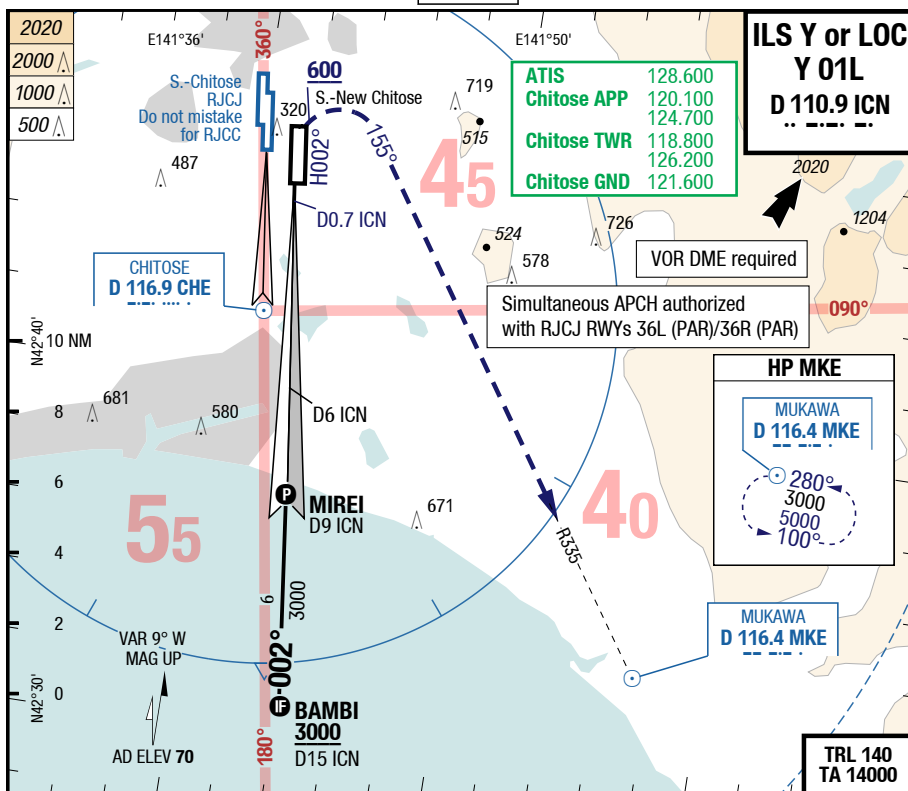 2020
2000
1000
500
E141°36'
360°
E141°50'
ILS Y or LOC
Y 01L
D 110.9 ICN
S.-Chitose
RJCJ
Do not mistake
for RJCC
320
600
S.-New Chitose
719
515
ATIS 128.600
Chitose APP 120.100
124.700
Chitose TWR 118.800
126.200
Chitose GND 121.600
487
H002°
155°
45
2020
D0.7 ICN
524
578
726
1204
VOR DME required
CHITOSE
D 116.9 CHE
Simultaneous APCH authorized
with RJCJ RWYs 36L (PAR)/36R (PAR)
090°
N42°40'
10 NM
HP MKE
MUKAWA
D 116.4 MKE
280°
3000
5000
100°
681
8
580
D6 ICN
6
P
MIREI
D9 ICN
671
40
55
R335
4
6
3000
2
VAR 9° W
MAG UP
002°
MUKAWA
D 116.4 MKE
N42°30'
0
IF
BAMBI
3000
D15 ICN
AD ELEV 70
180°
TRL 140
TA 14000